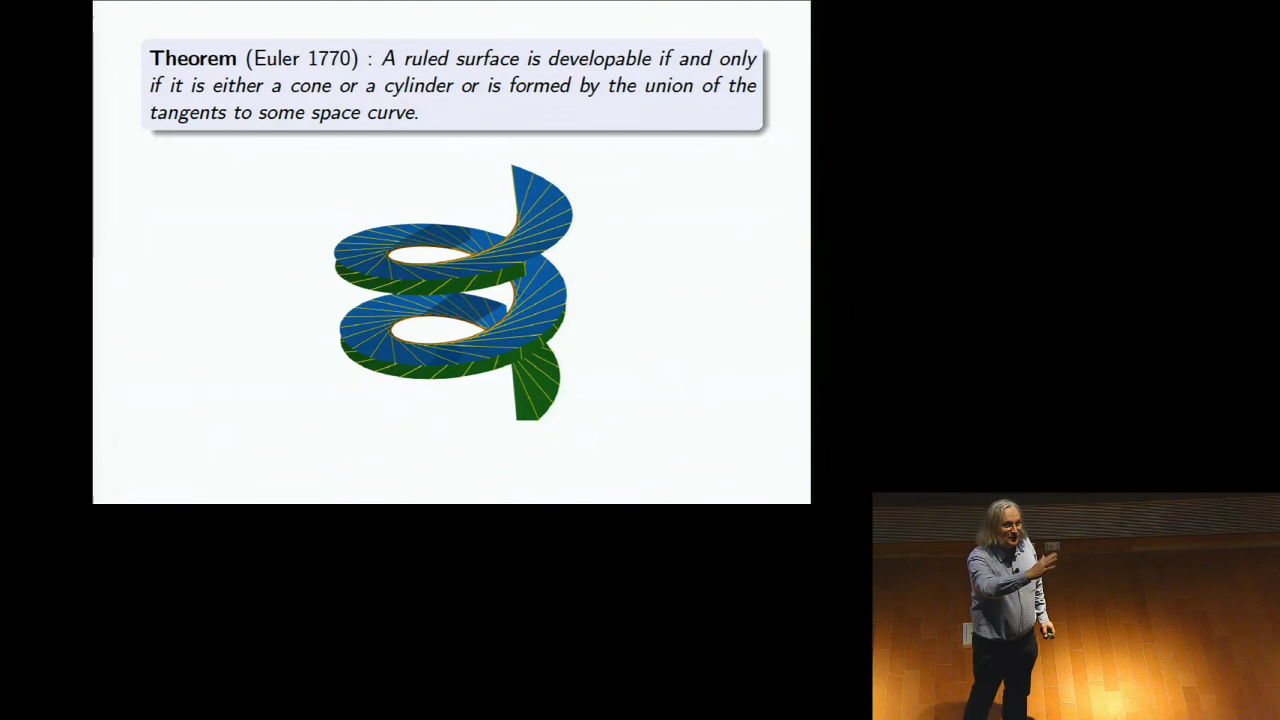 Theorem (Euler 1770) : A ruled surface is developable if and only
if it is either a cone or a cylinder or is formed by the union of the
tangents to some space curve.